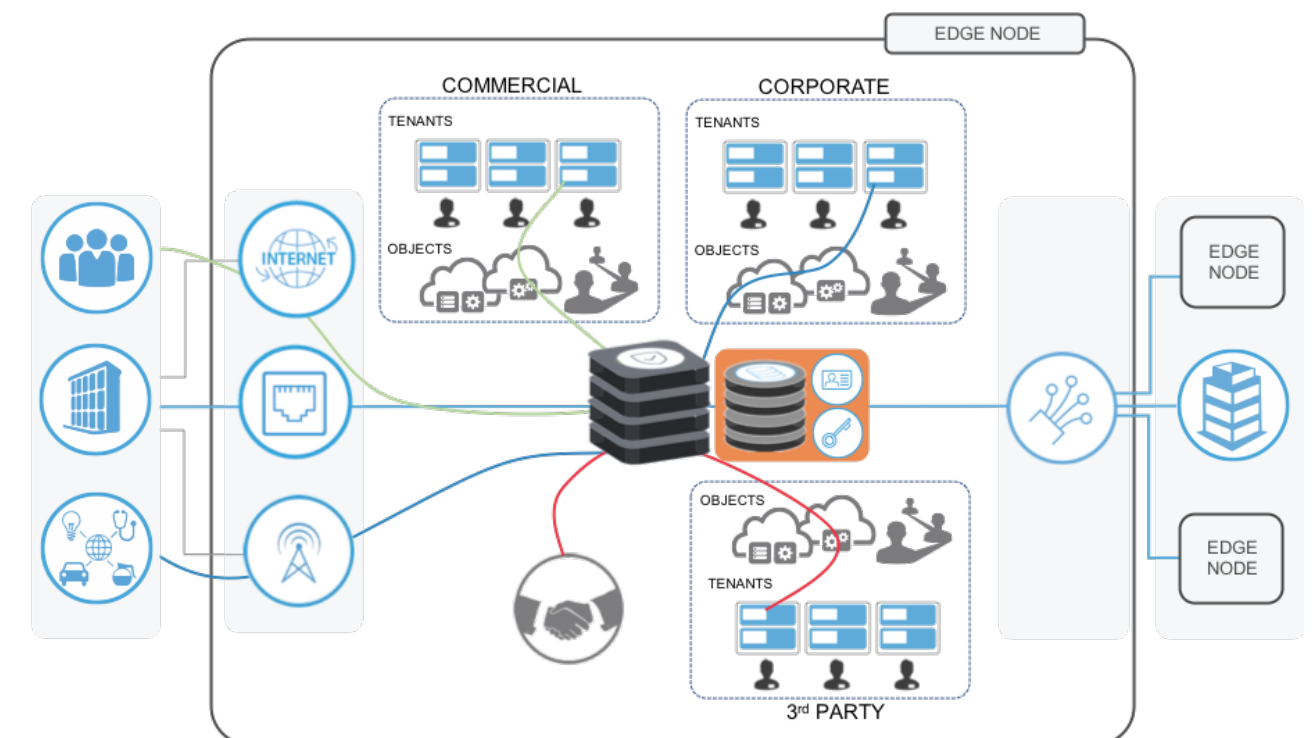 EDGE NODE
COMMERCIAL
CORPORATE
TENANTS
TENANTS
OBJECTS
OBJECTS
INTERNET
EDGE
NODE
OBJECTS
TENANTS
EDGE
NODE
3rd PARTY